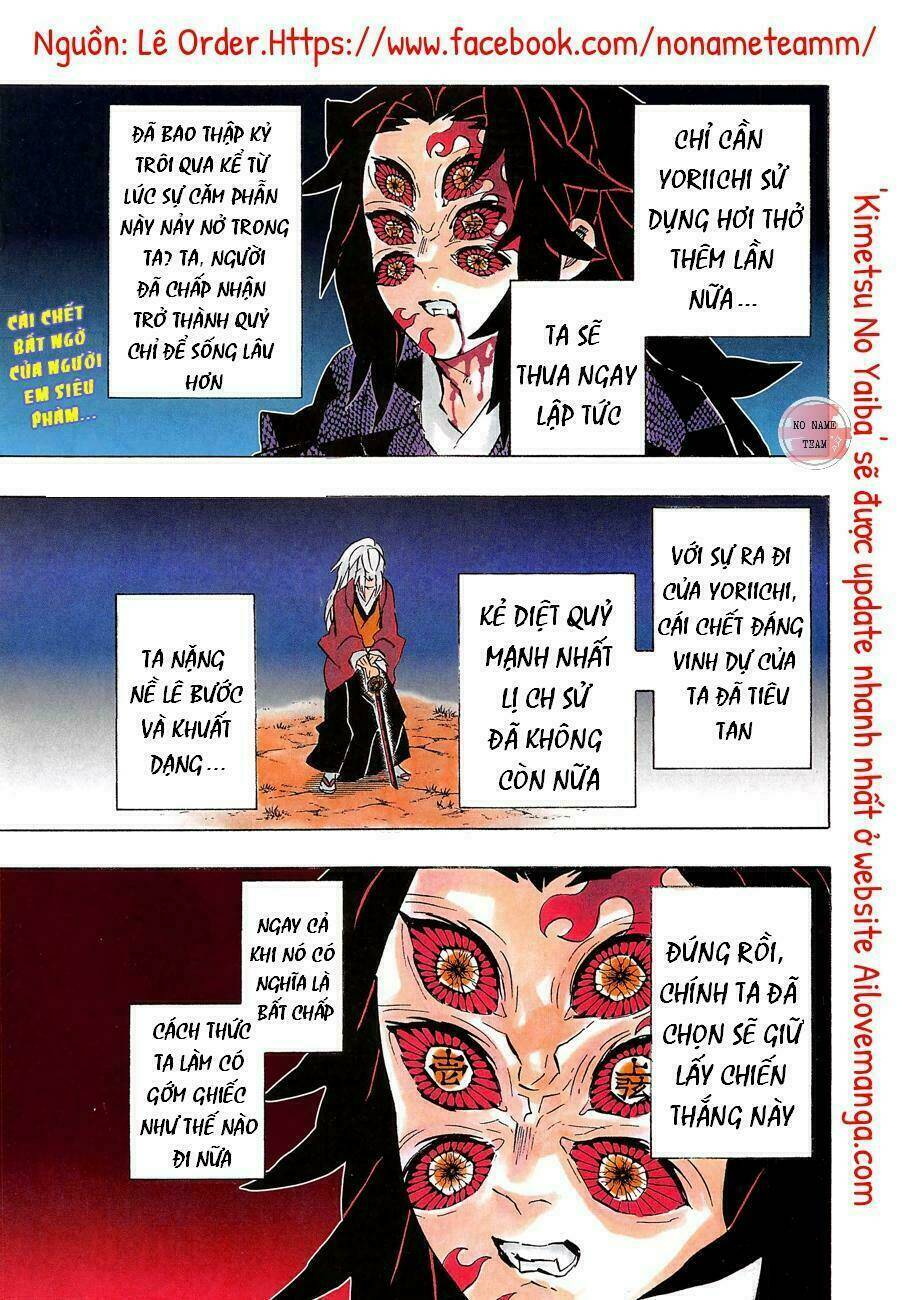 Nguồn: Lê Order.Https://www.facebook.com/nonameteamm/
CHỈ CẦN
YORIICHI SỬ
DỤNG HƠI THỞ
THÊM LẦN
NỮA...
TA SẼ
THUA NGAY
LẬP TỨC
ĐÃ BAO THẬP KỶ
TRÔI QUA KỂ TỪ
LÚC SỰ CĂM PHẪN
NÀY NẢY NỞ TRONG
TA? TA, NGƯỜI
ĐÃ CHẤP NHẬN
TRỞ THÀNH QUỶ
CHỈ ĐỂ SỐNG LÂU
HƠN
CÁI CHẾT
BẤT NGỜ
CỦA NGƯỜI
EM SIÊU
PHÀM...
NO NAME
TEAM
'Kimetsu No Yaiba' sẽ được update nhanh nhất ở website Ailovemanga.com
VỚI SỰ RA ĐI
CỦA YORIICHI,
CÁI CHẾT ĐÁNG
VINH DỰ CỦA
TA ĐÃ TIÊU
TAN
KẺ DIỆT QUỶ
MẠNH NHẤT
LỊ CH SỬ
ĐÃ KHÔNG
CÒN NỮA
TA NẶNG
NỀ LÊ BƯỚC
VÀ KHUẤT
DẠNG...
ĐÚNG RỒI,
CHÍNH TA ĐÃ
CHỌN SẼ GIỮ
LẤY CHIẾN
THẮNG NÀY
NGAY CẢ
KHI NÓ CÓ
NGHĨA LÀ
BẤT CHẤP
CÁCH THỨC
TA LÀM CÓ
GỚM GHIẾC
NHƯ THẾ NÀO
ĐI NỮA
上弦
壱